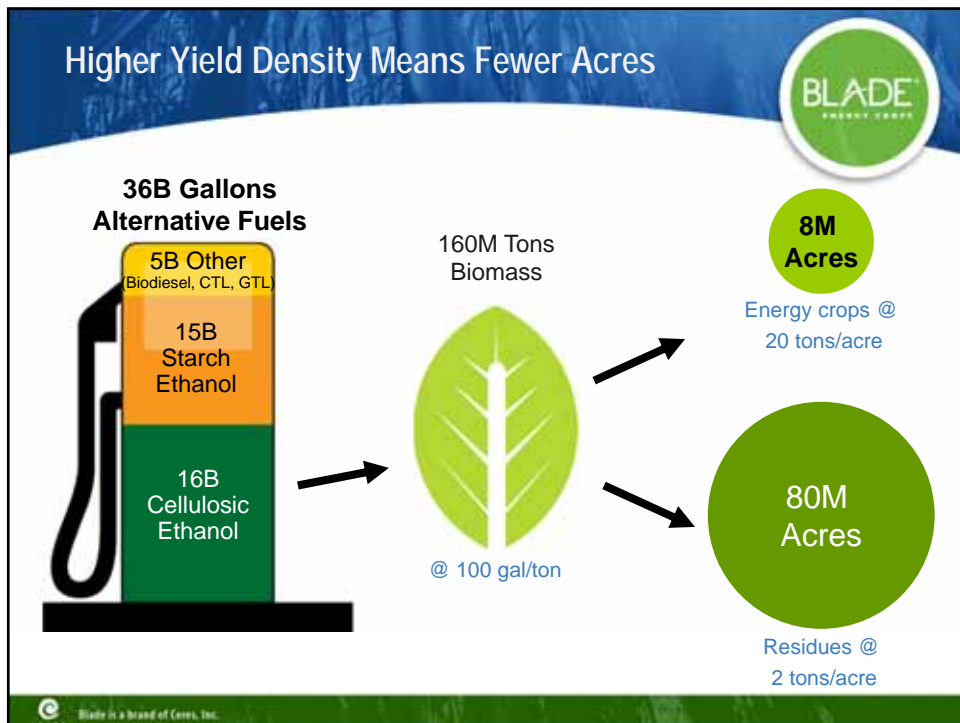 Higher Yield Density Means Fewer Acres
BLADE
ENERGY CROPS
36B Gallons
Alternative Fuels
5B Other
(Biodiesel, CTL, GTL)
15B
Starch
Ethanol
16B
Cellulosic
Ethanol
160M Tons
Biomass
@ 100 gal/ton
8M
Acres
Energy crops @
20 tons/acre
80M
Acres
Residues @
2 tons/acre
Blade is a brand of Ceres, Inc.